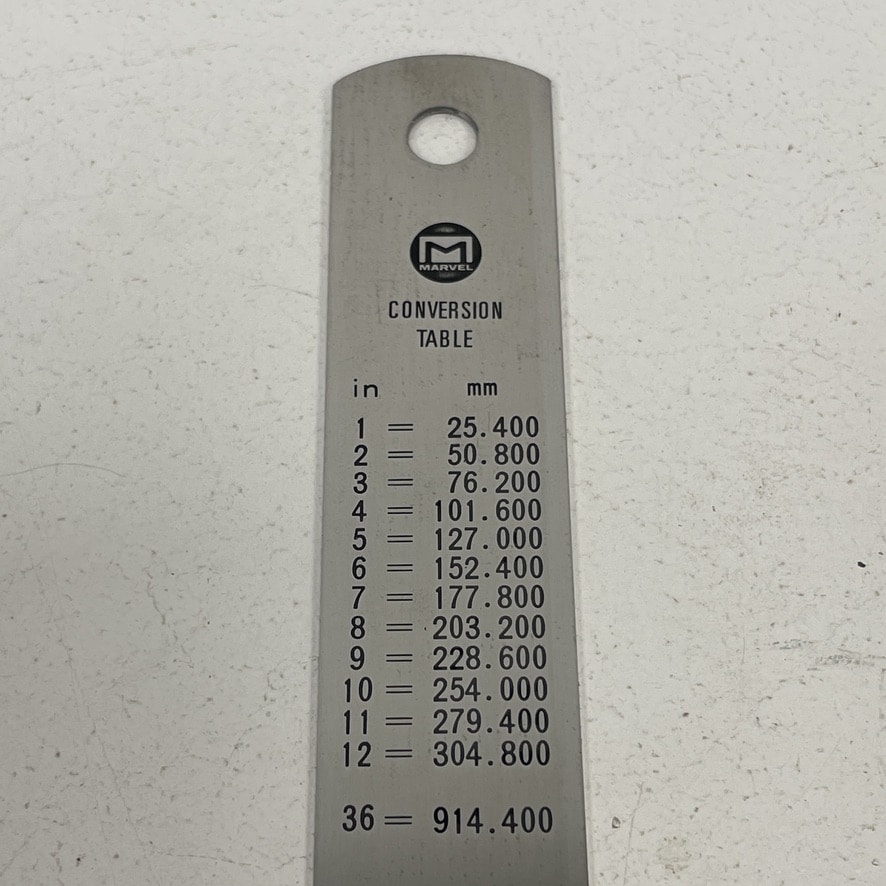 M
MARVEL
CONVERSION
TABLE
in mm
1 = 25.400
2 = 50.800
3 = 76.200
4 = 101.600
5 = 127.000
6 = 152.400
7 = 177.800
8 = 203.200
9 = 228.600
10 = 254.000
11 = 279.400
12 = 304.800
36 = 914.400